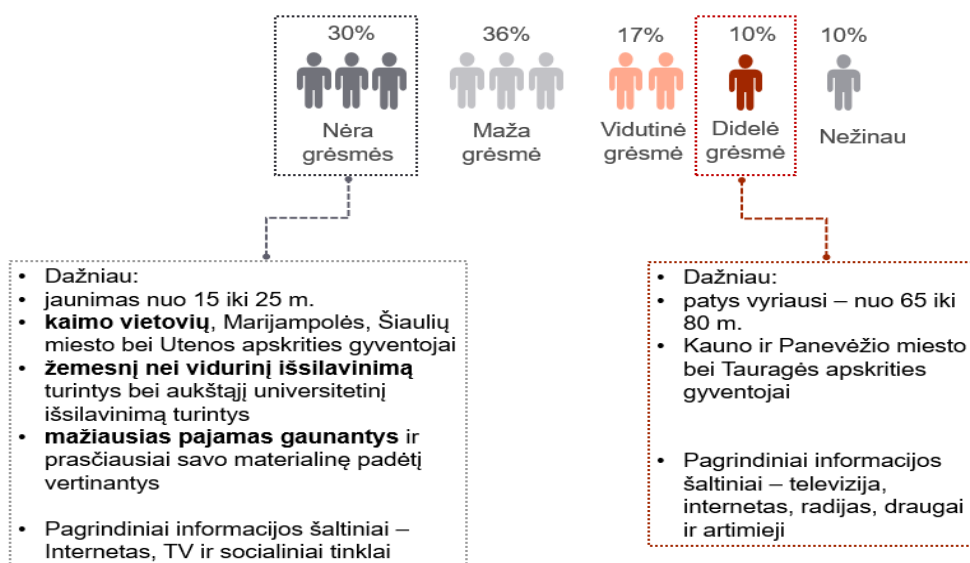 30%
36%
17%
10%
10%
Nėra
grėsmės
Maža
grėsmė
Vidutinė
grėsmė
Didelė
grėsmė
Nežinau
• Dažniau:
• jaunimas nuo 15 iki 25 m.
• kaimo vietovių, Marijampolės, Šiaulių
miesto bei Utenos apskrities gyventojai
• žemesnį nei vidurinį išsilavinimą
turintys bei aukštąjį universitetinį
išsilavinimą turintys
• mažiausias pajamas gaunantys ir
prasčiausiai savo materialinę padėtį
vertinantys
• Pagrindiniai informacijos šaltiniai –
Internetas, TV ir socialiniai tinklai
• Dažniau:
• patys vyriausi – nuo 65 iki
80 m.
• Kauno ir Panevėžio miesto
bei Tauragės apskrities
gyventojai
• Pagrindiniai informacijos
šaltiniai – televizija,
internetas, radijas, draugai
ir artimieji